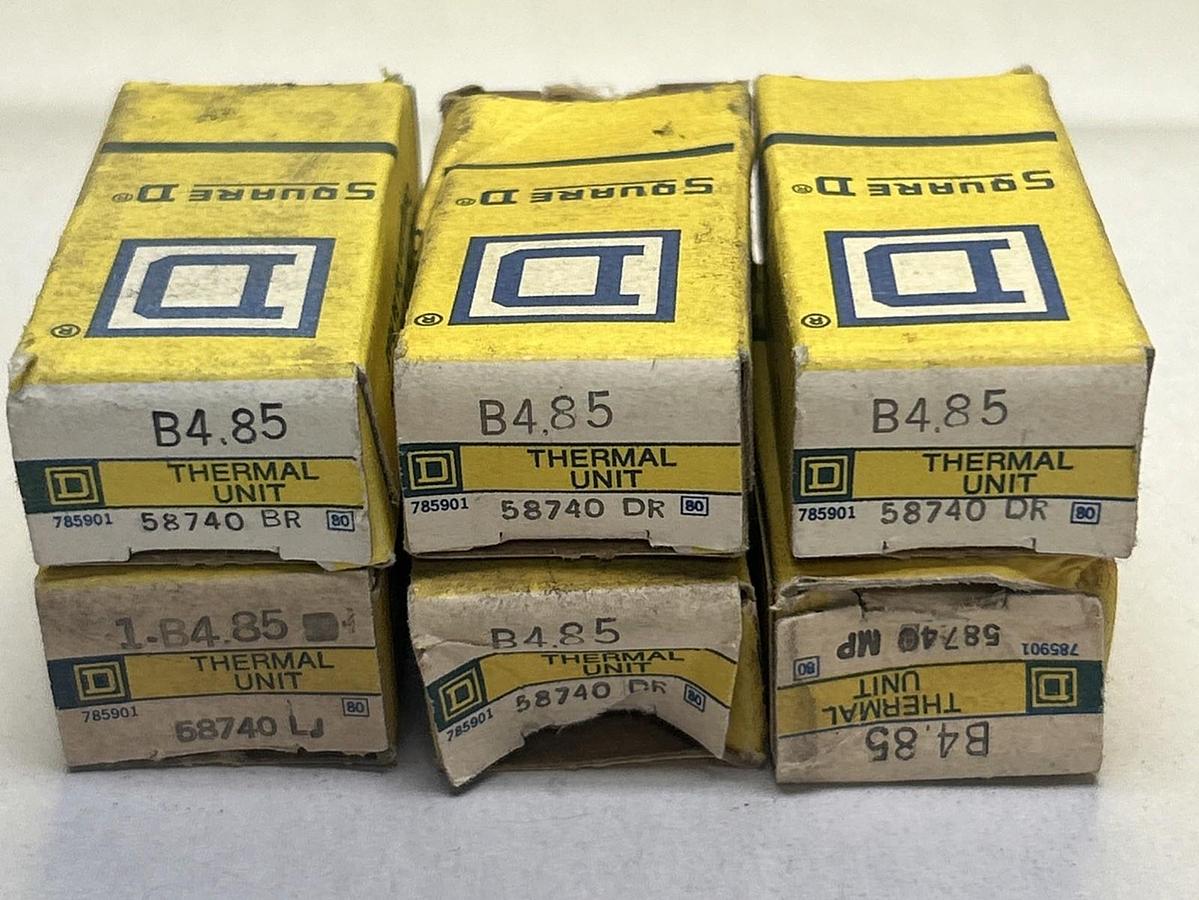 SQUARE D®
D
®
B4.85
D
THERMAL
UNIT
785901 58740 BR 80
SQUARE D®
D
®
B4.85
D
THERMAL
UNIT
785901 58740 DR 80
SQUARE D®
D
®
B4.85
D
THERMAL
UNIT
785901 58740 DR 80
1-B4.85
D
THERMAL
UNIT
785901 80
58740 LJ
B4.85
D
THERMAL
UNIT
785901 58740 DR 80
B4.85
D
THERMAL
UNIT
785901 80
58740 MP